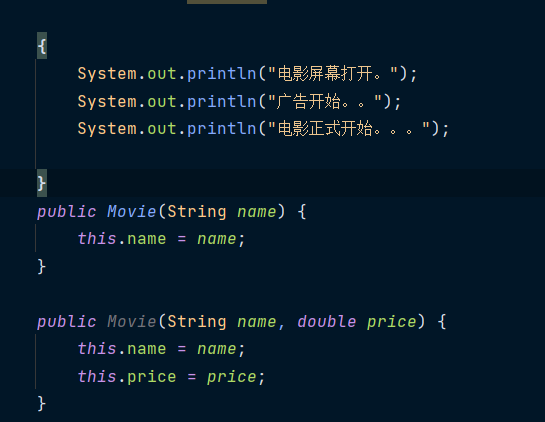 {
System.out.println("电影屏幕打开。");
System.out.println("广告开始。。");
System.out.println("电影正式开始。。。");
}
public Movie(String name) {
this.name = name;
}
public Movie(String name, double price) {
this.name = name;
this.price = price;
}